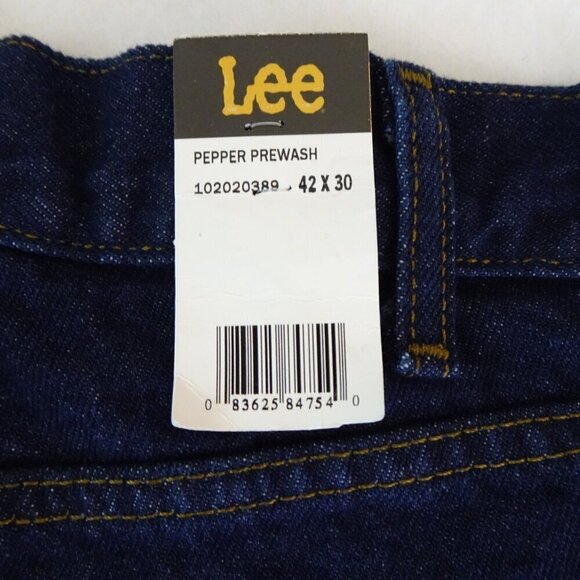 Lee
PEPPER PREWASH
102020389 - 42 X 30
0 83625 84754 0